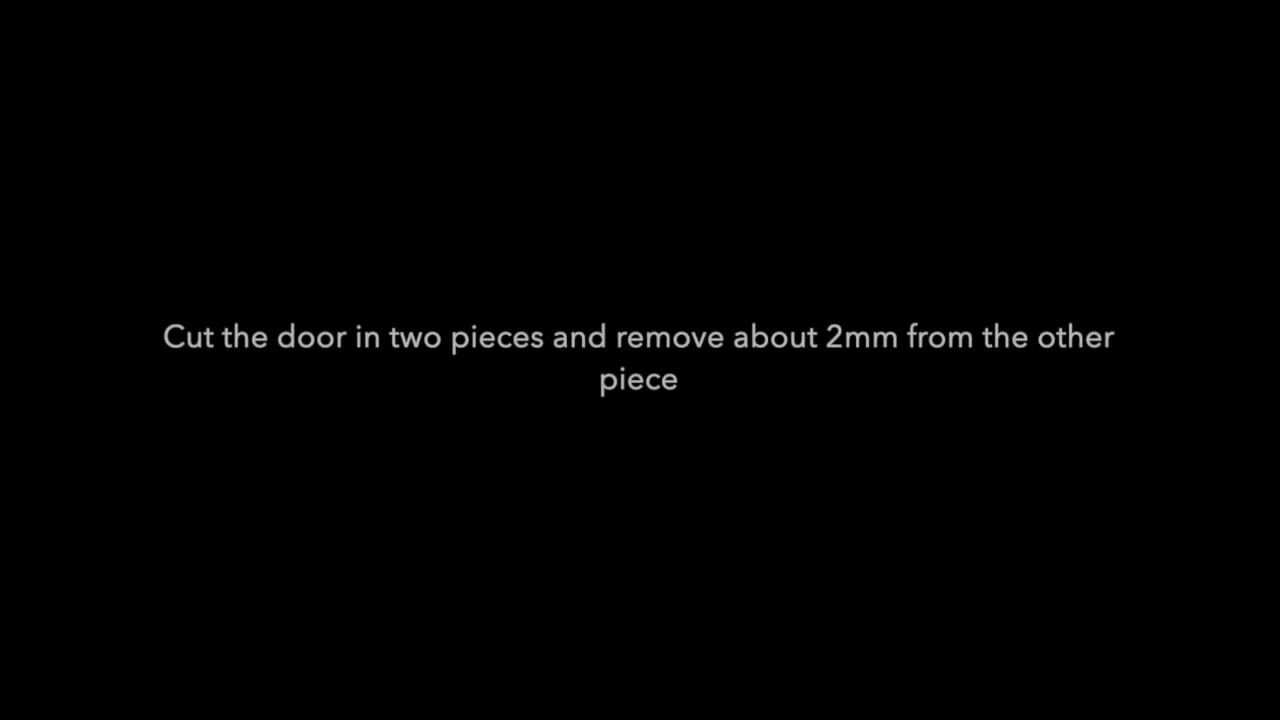 Cut the door in two pieces and remove about 2mm from the other
piece